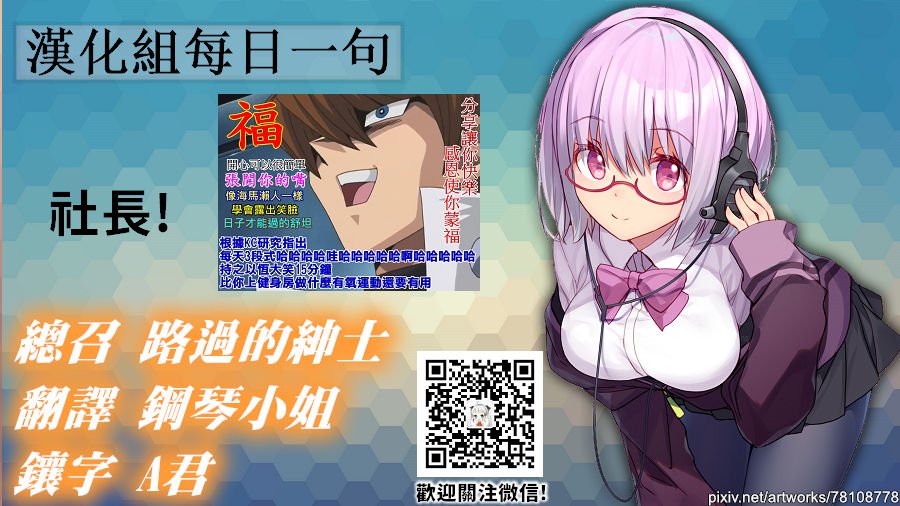 漢化組每日一句
社長!
福
分享讓你快樂
感恩使你蒙福
開心可以很簡單
張開你的嘴
像海馬瀨人一樣
學會露出笑臉
日子才能過的舒坦
根據KC研究指出
每天3段式哈哈哈哈哇哈哈哈哈哈啊哈哈哈哈哈
持之以恆大笑15分鐘
比你上健身房做什麼有氧運動還要有用
總召 路過的紳士
翻譯 鋼琴小姐
鑲字 A君
歡迎關注微信!
pixiv.net/artworks/78108778